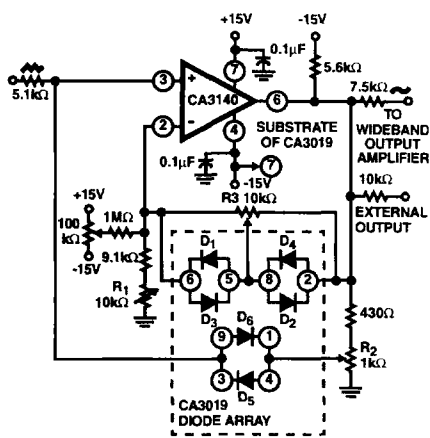 +15V
-15V
0.1µF
5.6kΩ
7
5.1kΩ
3
+
CA3140
6
7.5kΩ
2
-
4
SUBSTRATE
OF CA3019
TO
WIDEBAND
OUTPUT
AMPLIFIER
0.1µF
7
-15V
10kΩ
EXTERNAL
OUTPUT
R3 10kΩ
+15V
100
kΩ
1MΩ
-15V
9.1kΩ
R1
10kΩ
D1
D4
6
5
8
2
D3
D2
D6
9
1
3
4
D5
430Ω
R2
1kΩ
CA3019
DIODE ARRAY